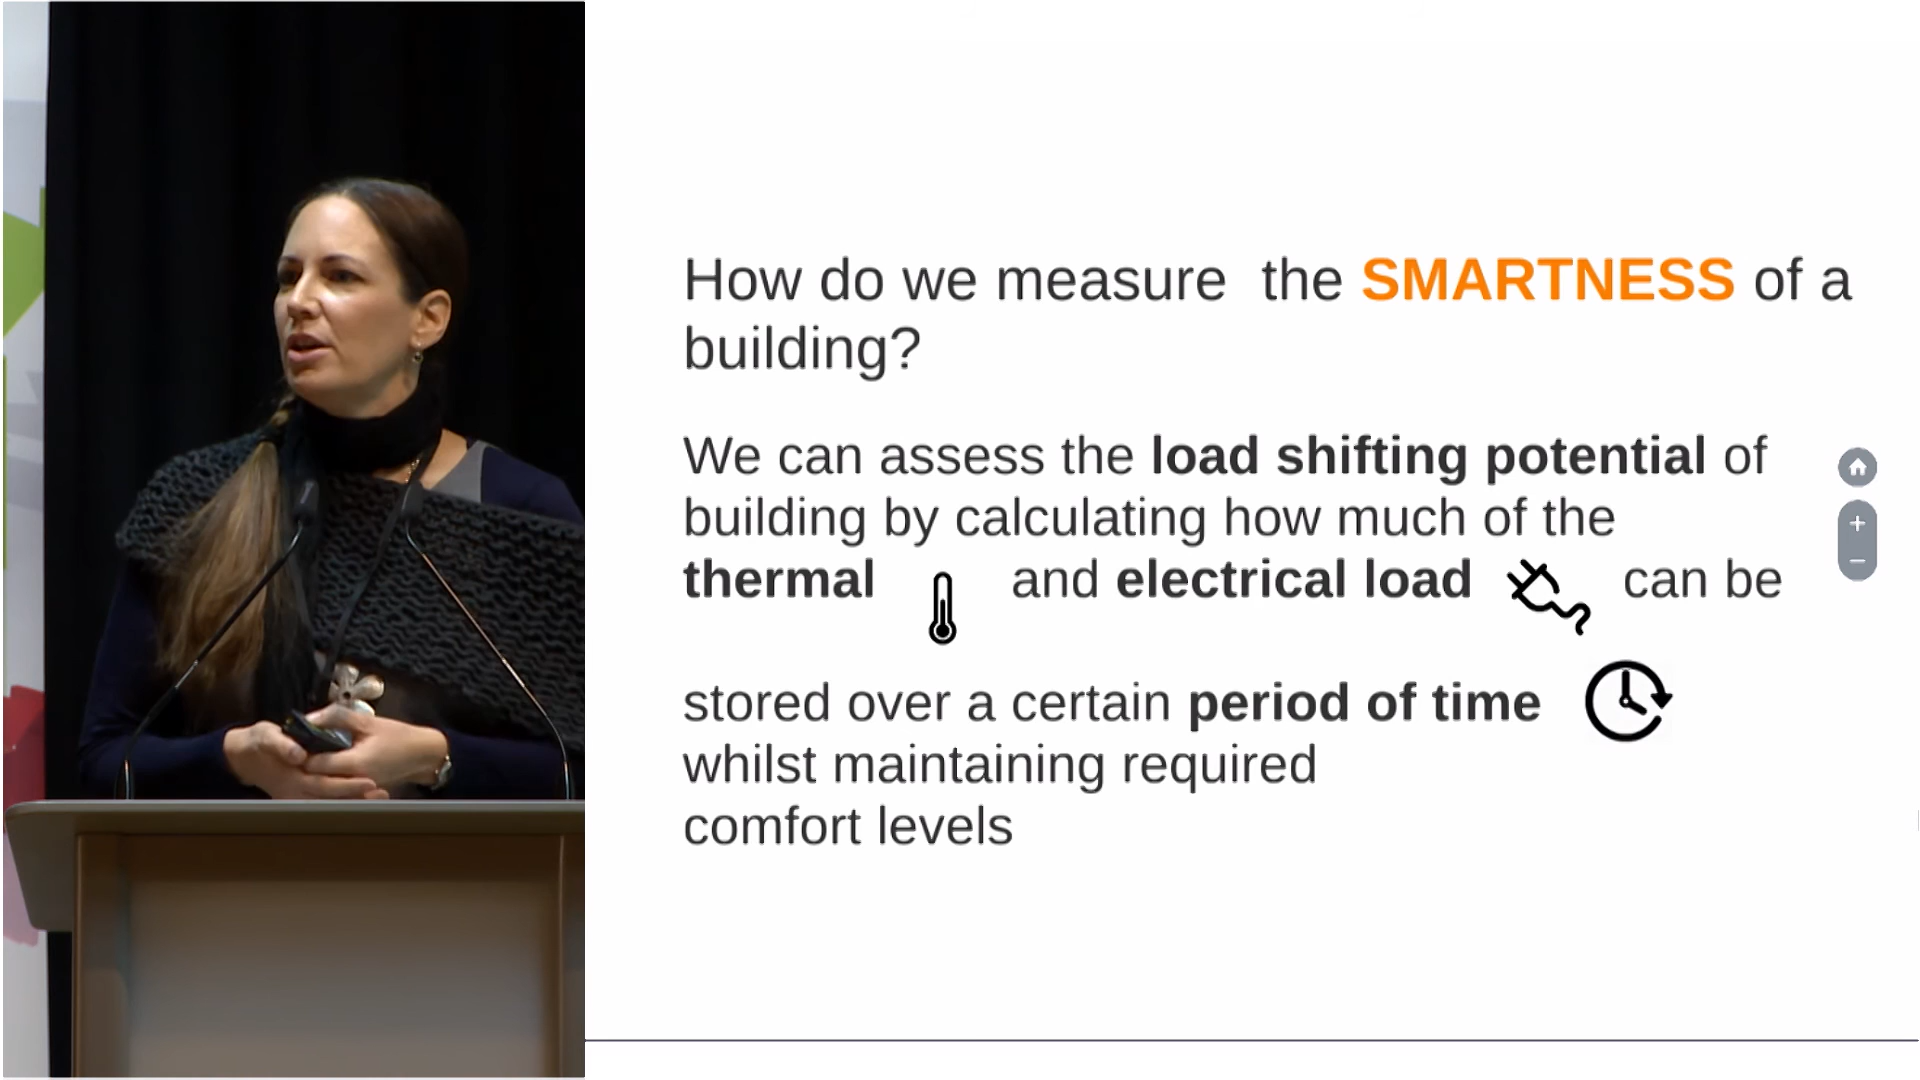 How do we measure  the SMARTNESS of a
building?
We can assess the load shifting potential of
building by calculating how much of the
thermal and electrical load can be
stored over a certain period of time
whilst maintaining required
comfort levels